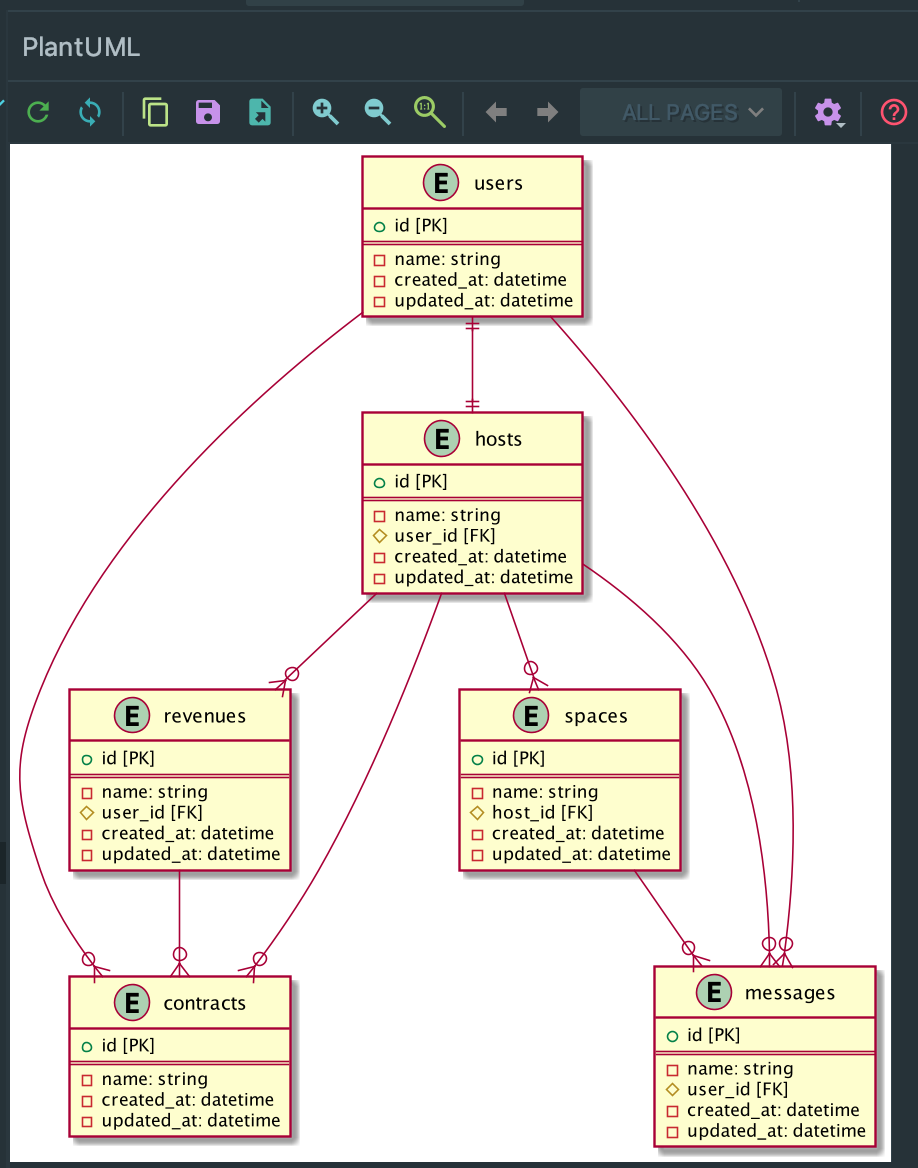 PlantUML
1:1
ALL PAGES
?
E users
id [PK]
name: string
created_at: datetime
updated_at: datetime
E hosts
id [PK]
name: string
user_id [FK]
created_at: datetime
updated_at: datetime
E revenues
id [PK]
name: string
user_id [FK]
created_at: datetime
updated_at: datetime
E spaces
id [PK]
name: string
host_id [FK]
created_at: datetime
updated_at: datetime
E contracts
id [PK]
name: string
created_at: datetime
updated_at: datetime
E messages
id [PK]
name: string
user_id [FK]
created_at: datetime
updated_at: datetime